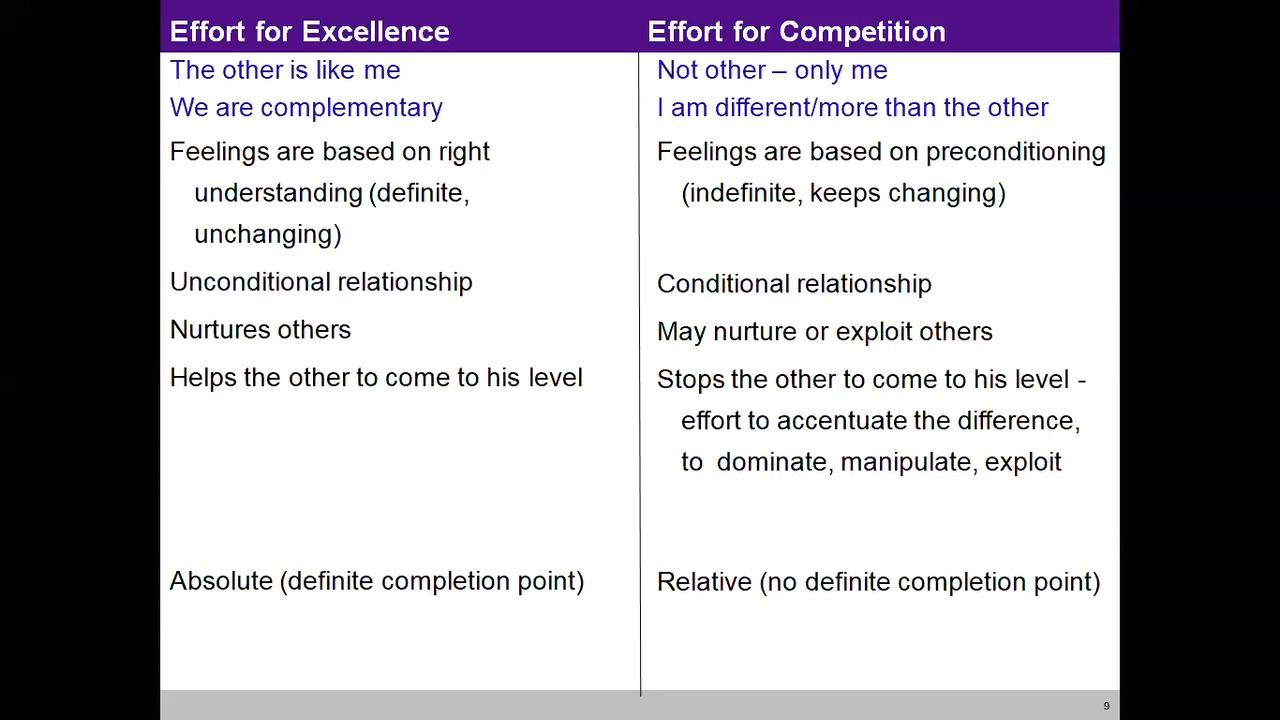 Effort for Excellence
The other is like me
We are complementary
Feelings are based on right
understanding (definite,
unchanging)
Unconditional relationship
Nurtures others
Helps the other to come to his level
Absolute (definite completion point)
Effort for Competition
Not other – only me
I am different/more than the other
Feelings are based on preconditioning
(indefinite, keeps changing)
Conditional relationship
May nurture or exploit others
Stops the other to come to his level -
effort to accentuate the difference,
to dominate, manipulate, exploit
Relative (no definite completion point)
9